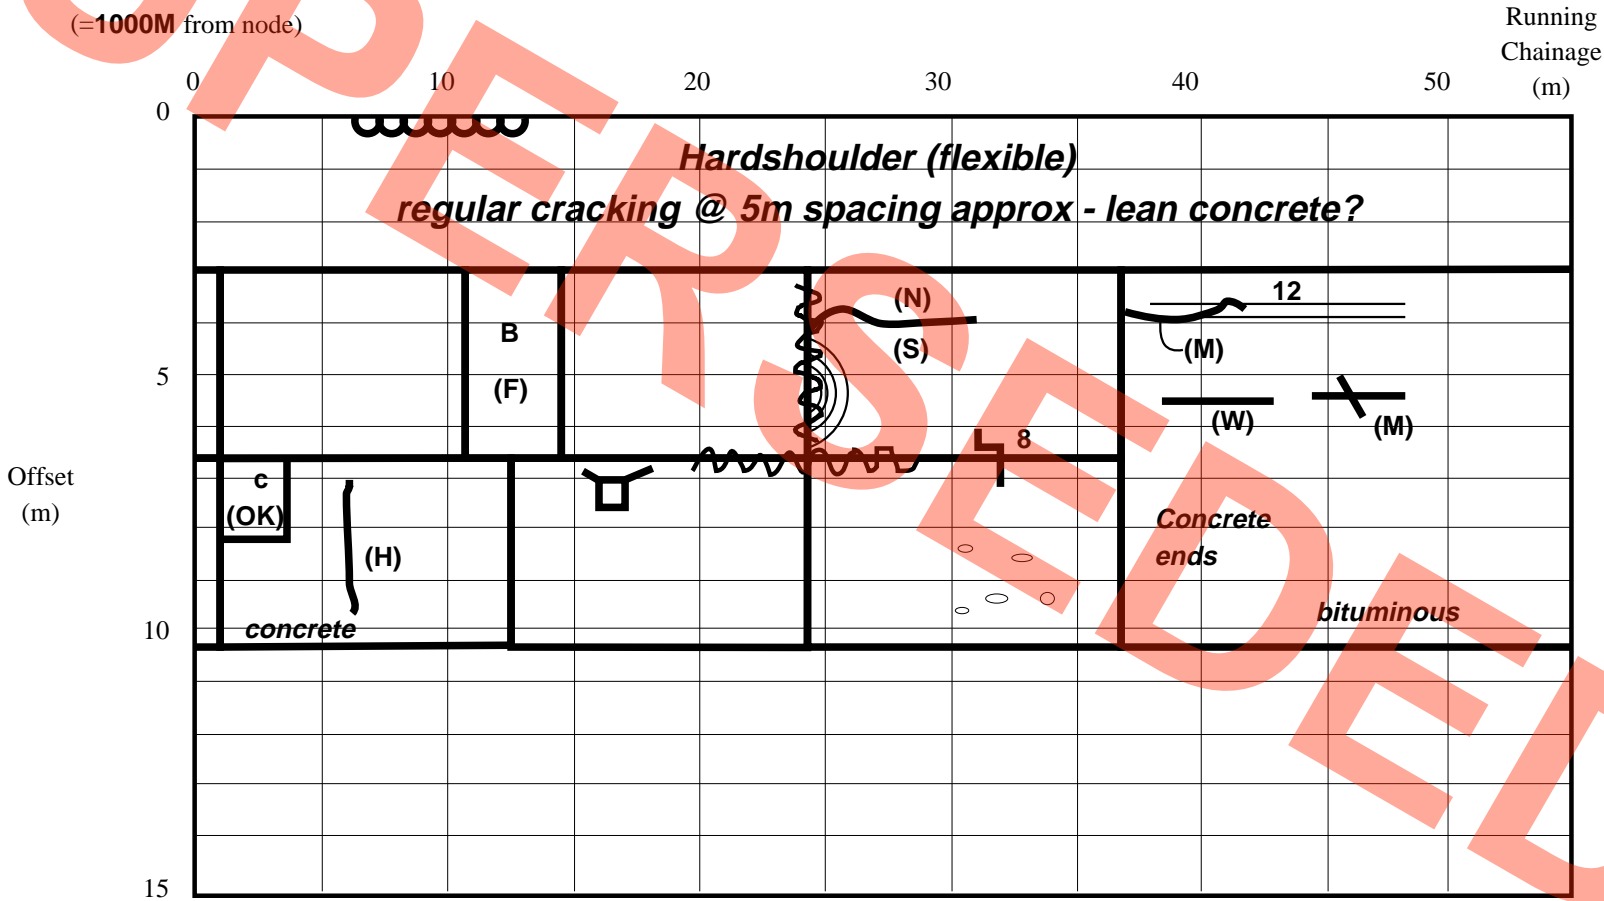 (=1000M from node)
Running
Chainage
(m)
0 10 20 30 40 50
0
Hardshoulder (flexible)
regular cracking @ 5m spacing approx - lean concrete?
(N)
12
B
(S)
(M)
5
(F)
(W)
(M)
8
Offset
(m)
c
(OK)
(H)
Concrete
ends
bituminous
concrete
10
15
UPERSEDED